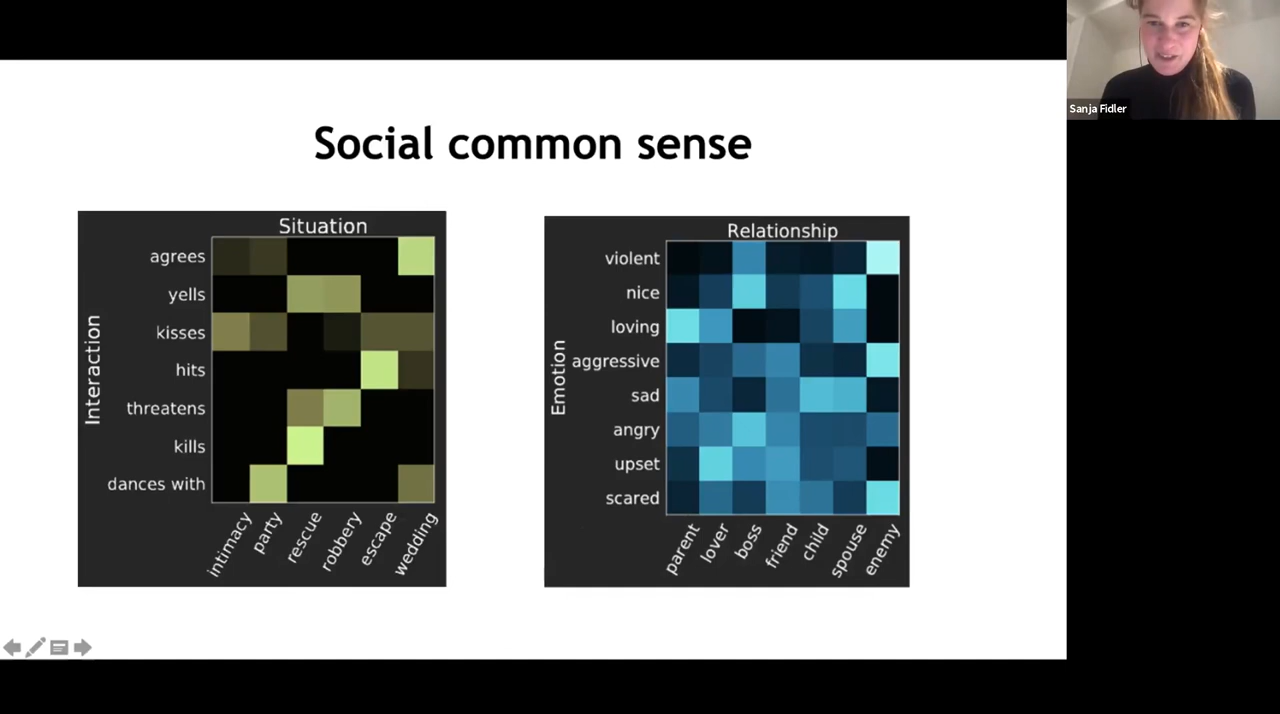 Sanja Fidler
Social common sense
Situation
Interaction
agrees
yells
kisses
hits
threatens
kills
dances with
intimacy
party
rescue
robbery
escape
wedding
Relationship
Emotion
violent
nice
loving
aggressive
sad
angry
upset
scared
parent
lover
boss
friend
child
spouse
enemy